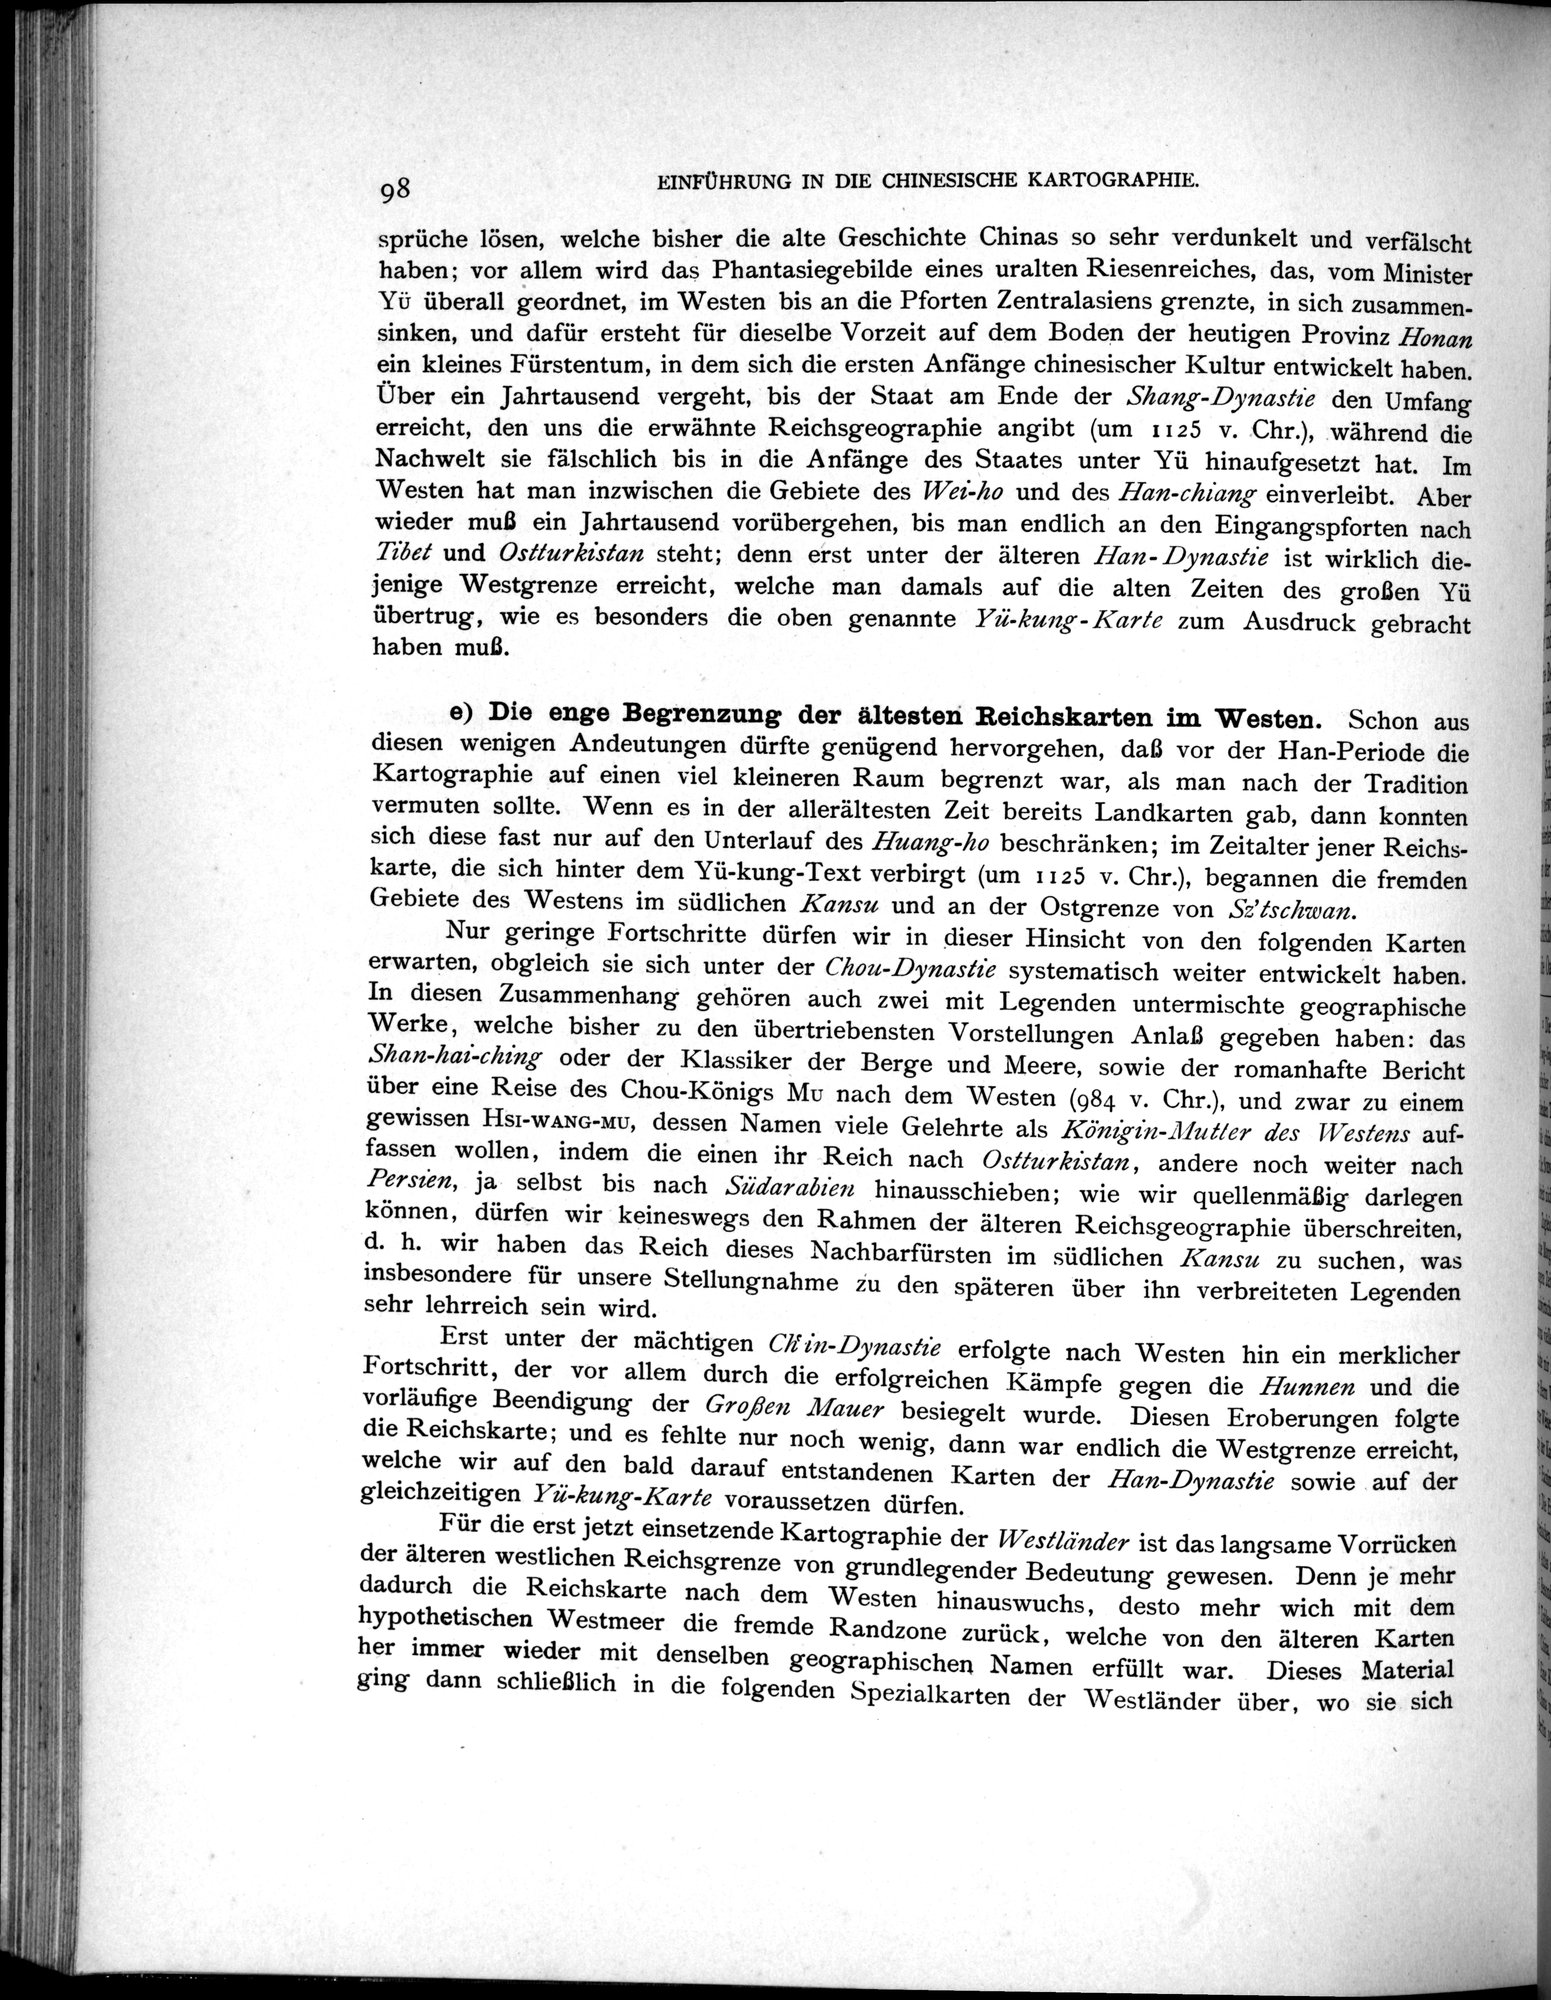 98 EINFÜHRUNG IN DIE CHINESISCHE KARTOGRAPHIE.
sprüche lösen, welche bisher die alte Geschichte Chinas so sehr verdunkelt und verfälscht
haben; vor allem wird das Phantasiegebilde eines uralten Riesenreiches, das, vom Minister
Yü überall geordnet, im Westen bis an die Pforten Zentralasiens grenzte, in sich zusammen-
sinken, und dafür ersteht für dieselbe Vorzeit auf dem Boden der heutigen Provinz Honan
ein kleines Fürstentum, in dem sich die ersten Anfänge chinesischer Kultur entwickelt haben.
Über ein Jahrtausend vergeht, bis der Staat am Ende der Shang-Dynastie den Umfang
erreicht, den uns die erwähnte Reichsgeographie angibt (um 1125 v. Chr.), während die
Nachwelt sie fälschlich bis in die Anfänge des Staates unter Yü hinaufgesetzt hat. Im
Westen hat man inzwischen die Gebiete des Wei-ho und des Han-chiang einverleibt. Aber
wieder muß ein Jahrtausend vorübergehen, bis man endlich an den Eingangspforten nach
Tibet und Ostturkistan steht; denn erst unter der älteren Han-Dynastie ist wirklich die-
jenige Westgrenze erreicht, welche man damals auf die alten Zeiten des großen Yü
übertrug, wie es besonders die oben genannte Yü-kung-Karte zum Ausdruck gebracht
haben muß.
e) Die enge Begrenzung der ältesten Reichskarten im Westen. Schon aus
diesen wenigen Andeutungen dürfte genügend hervorgehen, daß vor der Han-Periode die
Kartographie auf einen viel kleineren Raum begrenzt war, als man nach der Tradition
vermuten sollte. Wenn es in der allerältesten Zeit bereits Landkarten gab, dann konnten
sich diese fast nur auf den Unterlauf des Huang-ho beschränken; im Zeitalter jener Reichs-
karte, die sich hinter dem Yü-kung-Text verbirgt (um 1125 v. Chr.), begannen die fremden
Gebiete des Westens im südlichen Kansu und an der Ostgrenze von Sz'tschwan.
Nur geringe Fortschritte dürfen wir in dieser Hinsicht von den folgenden Karten
erwarten, obgleich sie sich unter der Chou-Dynastie systematisch weiter entwickelt haben.
In diesen Zusammenhang gehören auch zwei mit Legenden untermischte geographische
Werke, welche bisher zu den übertriebensten Vorstellungen Anlaß gegeben haben: das
Shan-hai-ching oder der Klassiker der Berge und Meere, sowie der romanhafte Bericht
über eine Reise des Chou-Königs Mu nach dem Westen (984 v. Chr.), und zwar zu einem
gewissen Hsi-wang-mu, dessen Namen viele Gelehrte als Königin-Mutter des Westens auf-
fassen wollen, indem die einen ihr Reich nach Ostturkistan, andere noch weiter nach
Persien, ja selbst bis nach Südarabien hinausschieben; wie wir quellenmäßig darlegen
können, dürfen wir keineswegs den Rahmen der älteren Reichsgeographie überschreiten,
d. h. wir haben das Reich dieses Nachbarfürsten im südlichen Kansu zu suchen, was
insbesondere für unsere Stellungnahme zu den späteren über ihn verbreiteten Legenden
sehr lehrreich sein wird.
Erst unter der mächtigen Ch'in-Dynastie erfolgte nach Westen hin ein merklicher
Fortschritt, der vor allem durch die erfolgreichen Kämpfe gegen die Hunnen und die
vorläufige Beendigung der Großen Mauer besiegelt wurde. Diesen Eroberungen folgte
die Reichskarte; und es fehlte nur noch wenig, dann war endlich die Westgrenze erreicht,
welche wir auf den bald darauf entstandenen Karten der Han-Dynastie sowie auf der
gleichzeitigen Yü-kung-Karte voraussetzen dürfen.
Für die erst jetzt einsetzende Kartographie der Westländer ist das langsame Vorrücken
der älteren westlichen Reichsgrenze von grundlegender Bedeutung gewesen. Denn je mehr
dadurch die Reichskarte nach dem Westen hinauswuchs, desto mehr wich mit dem
hypothetischen Westmeer die fremde Randzone zurück, welche von den älteren Karten
her immer wieder mit denselben geographischen Namen erfüllt war. Dieses Material
ging dann schließlich in die folgenden Spezialkarten der Westländer über, wo sie sich